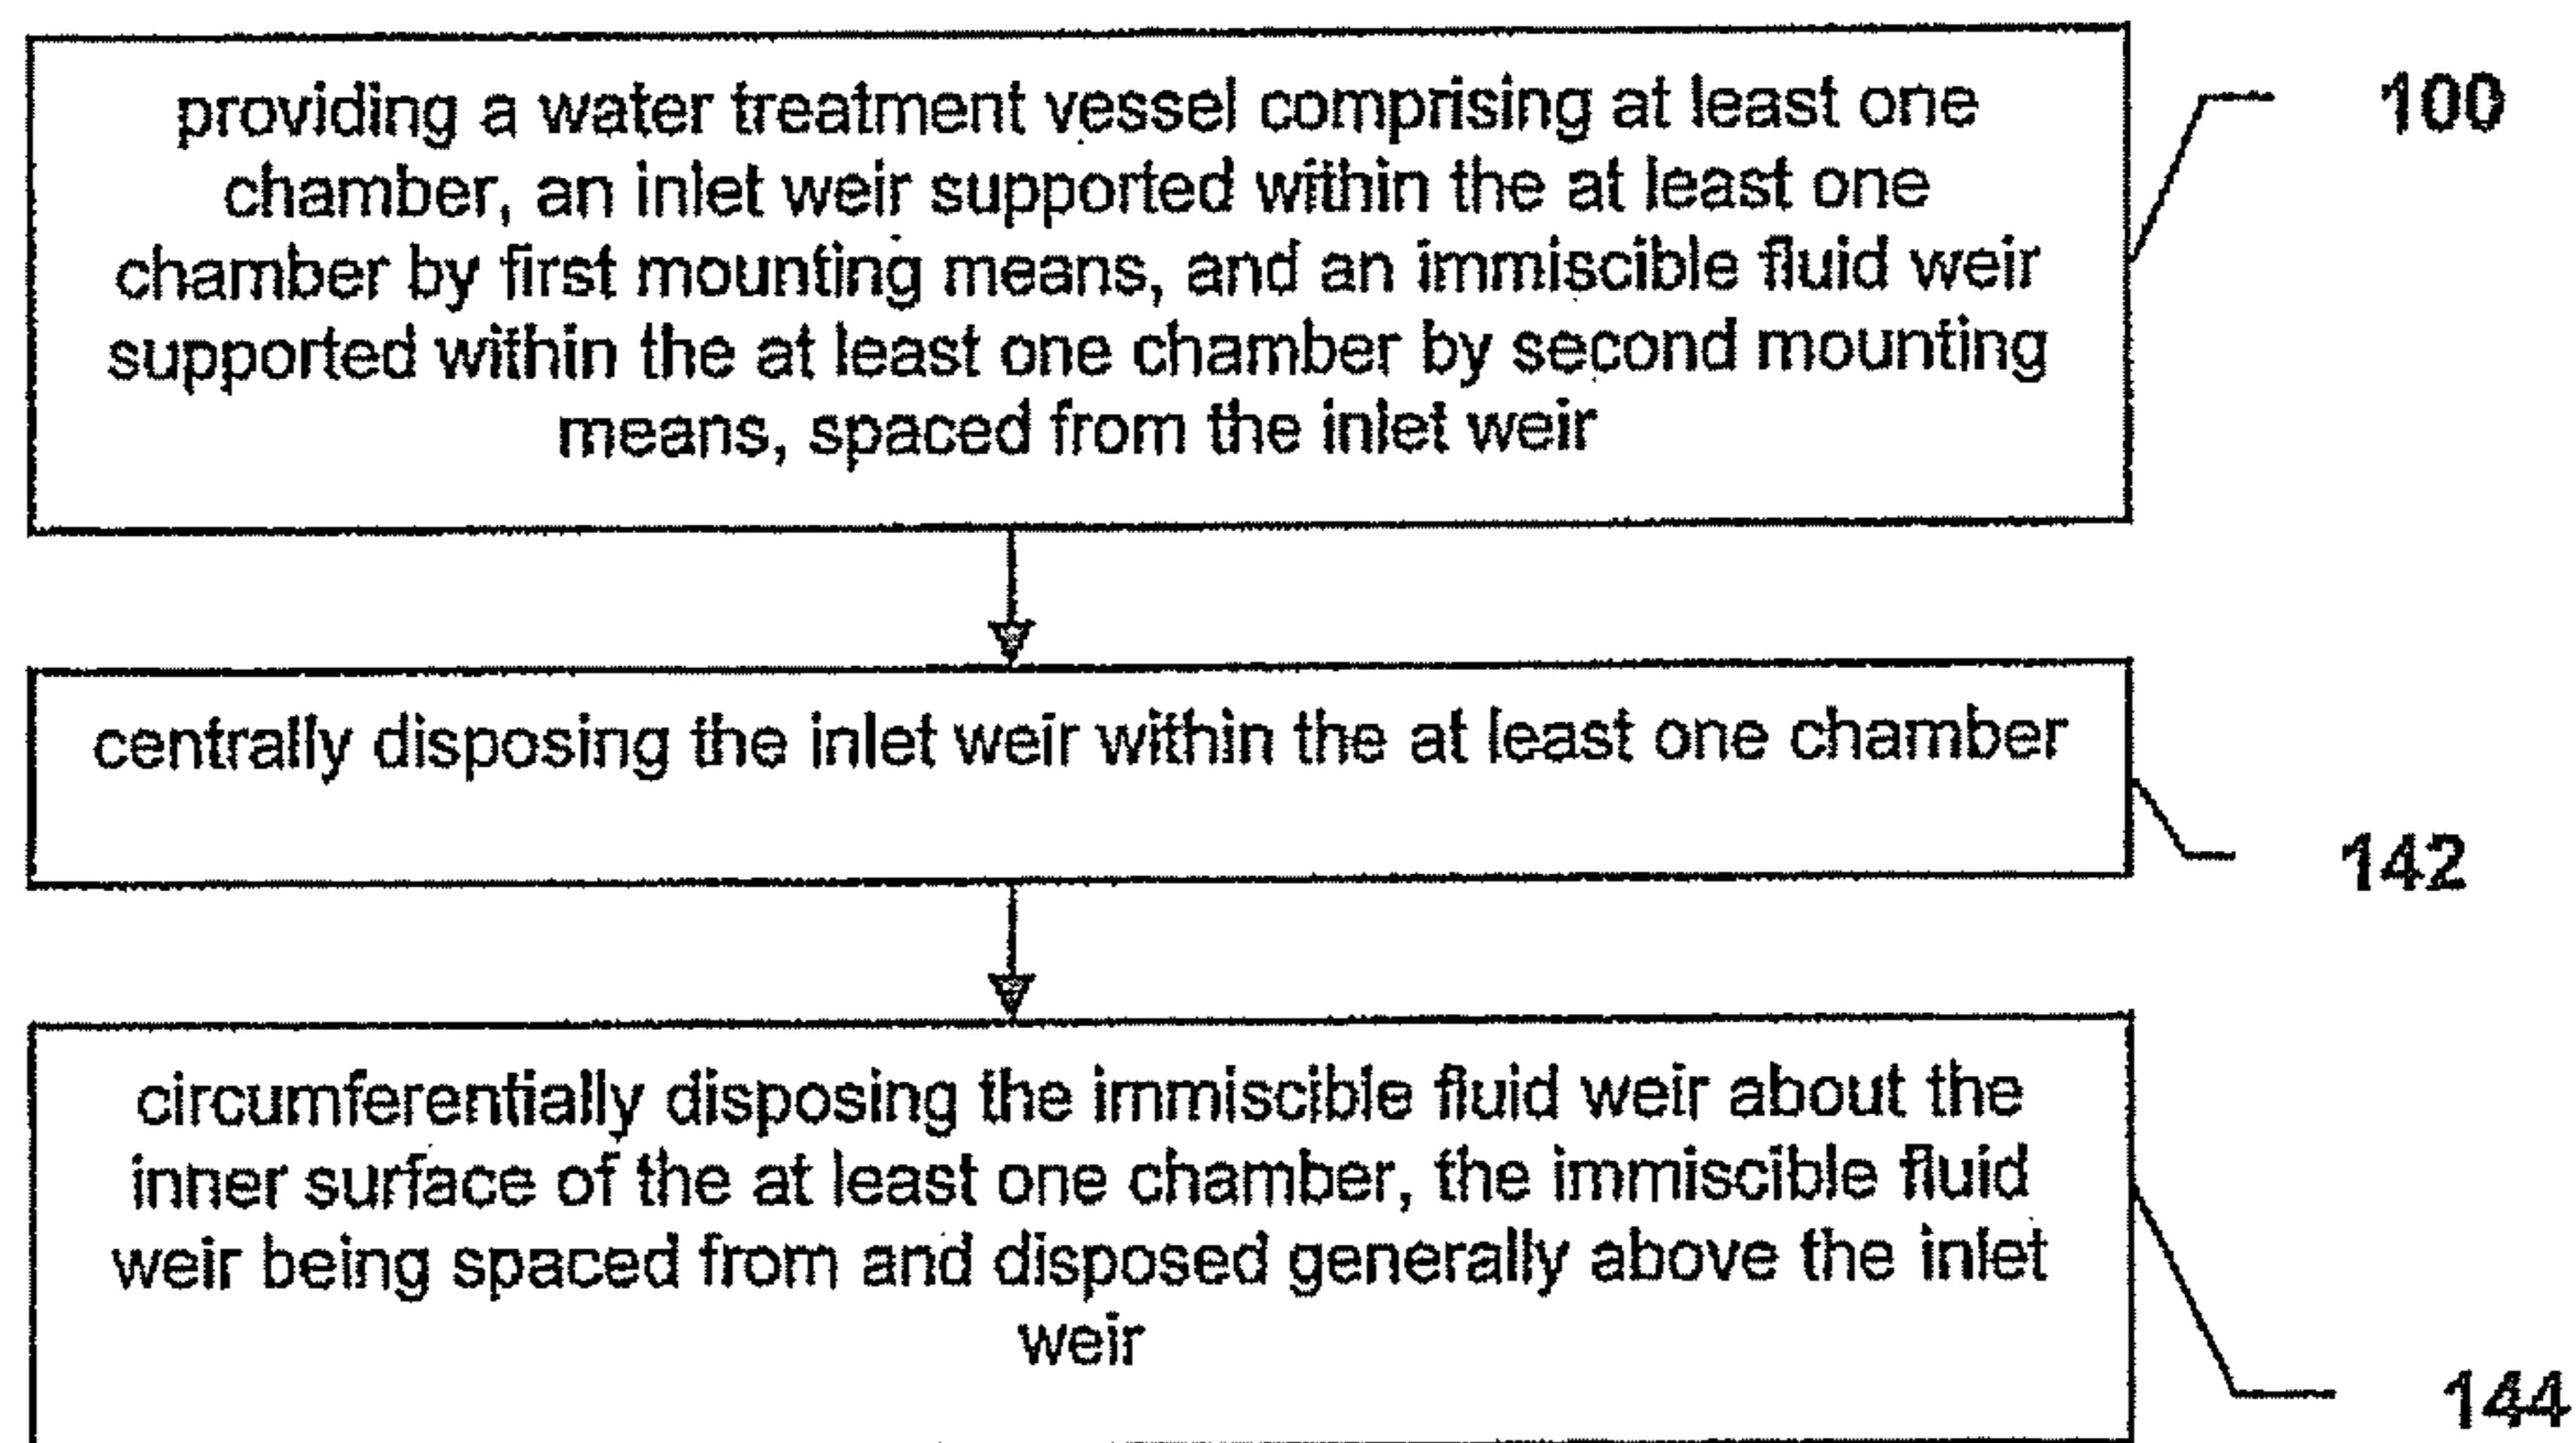 providing a water treatment vessel comprising at least one
chamber, an inlet weir supported within the at least one
chamber by first mounting means, and an immiscible fluid weir
supported within the at least one chamber by second mounting
means, spaced from the inlet weir
100
centrally disposing the inlet weir within the at least one chamber
142
circumferentially disposing the immiscible fluid weir about the
inner surface of the at least one chamber, the immiscible fluid
weir being spaced from and disposed generally above the inlet
weir
144